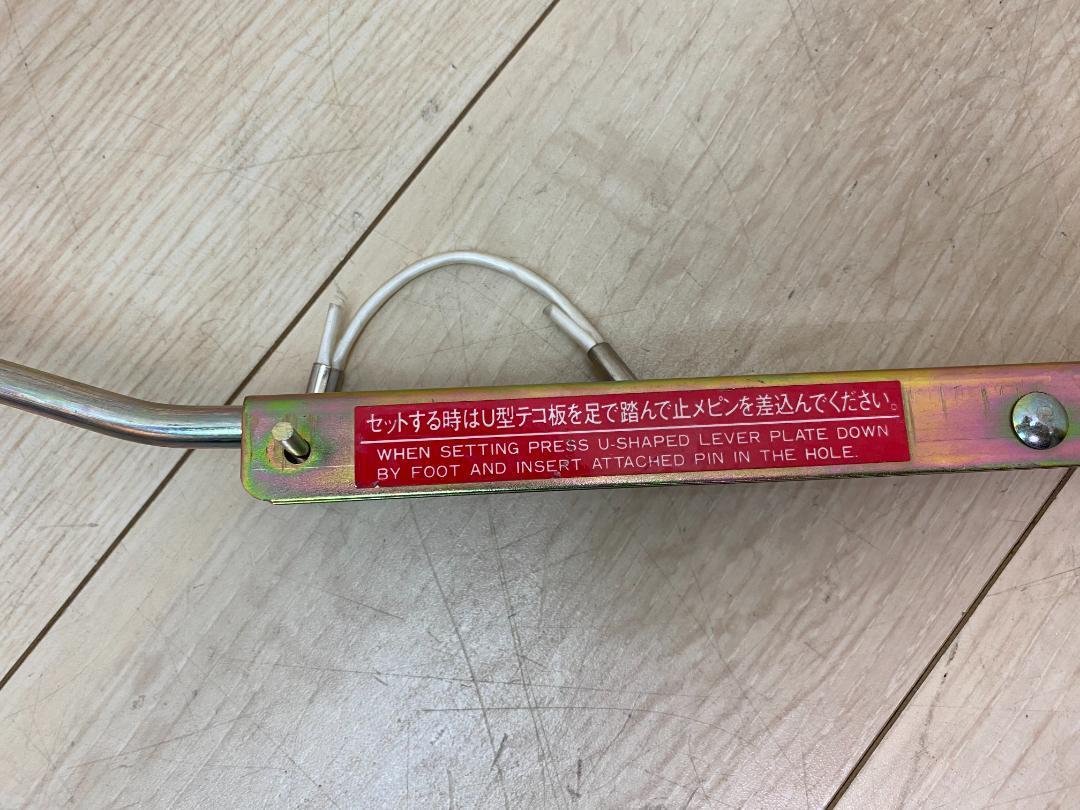 セットする時はU型テコ板を足で踏んで止メピンを差込んでください。
WHEN SETTING PRESS U-SHAPED LEVER PLATE DOWN
BY FOOT AND INSERT ATTACHED PIN IN THE HOLE.